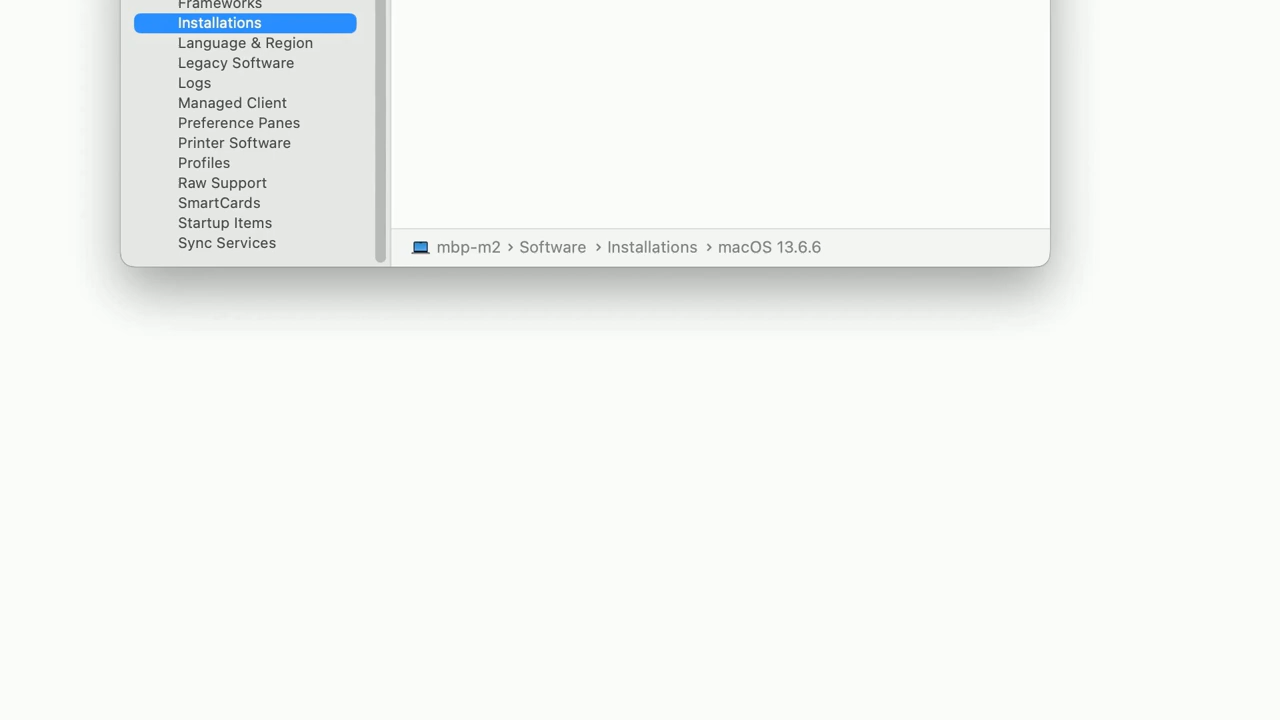 Frameworks
Installations
Language & Region
Legacy Software
Logs
Managed Client
Preference Panes
Printer Software
Profiles
Raw Support
SmartCards
Startup Items
Sync Services
mbp-m2 › Software › Installations › macOS 13.6.6